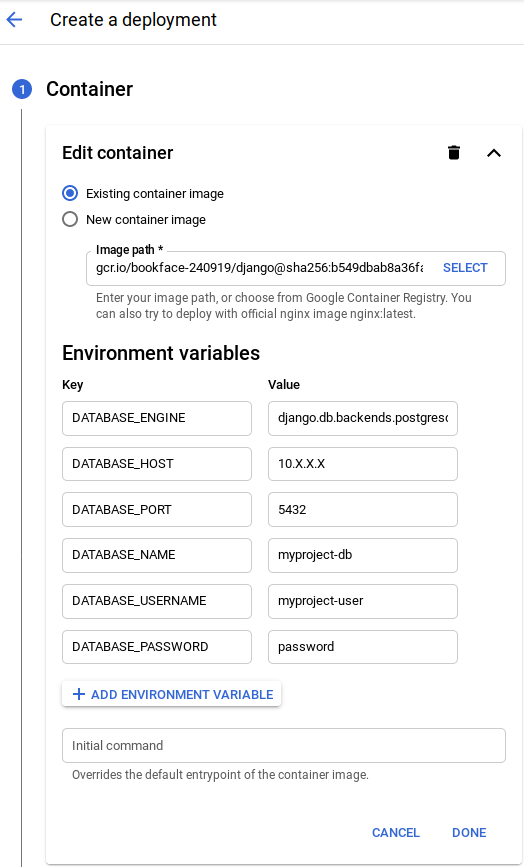 Create a deployment
1 Container
Edit container
Existing container image
New container image
Image path *
gcr.io/bookface-240919/django@sha256:b549dbab8a36f
SELECT
Enter your image path, or choose from Google Container Registry. You
can also try to deploy with official nginx image nginx:latest.
Environment variables
Key Value
DATABASE_ENGINE django.db.backends.postgres
DATABASE_HOST 10.X.X.X
DATABASE_PORT 5432
DATABASE_NAME myproject-db
DATABASE_USERNAME myproject-user
DATABASE_PASSWORD password
+ ADD ENVIRONMENT VARIABLE
Initial command
Overrides the default entrypoint of the container image.
CANCEL DONE